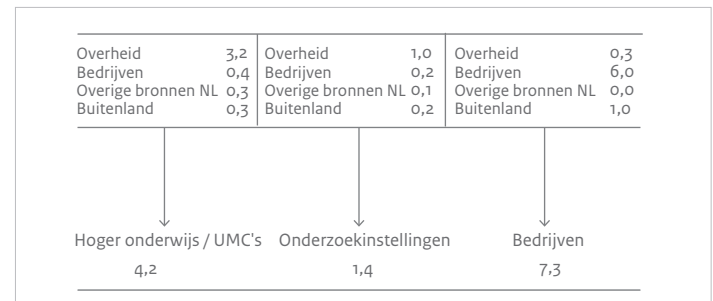 Overheid 3,2 Overheid 1,0 Overheid 0,3
Bedrijven 0,4 Bedrijven 0,2 Bedrijven 6,0
Overige bronnen NL 0,3 Overige bronnen NL 0,1 Overige bronnen NL 0,0
Buitenland 0,3 Buitenland 0,2 Buitenland 1,0
Hoger onderwijs / UMC's Onderzoekinstellingen Bedrijven
4,2 1,4 7,3